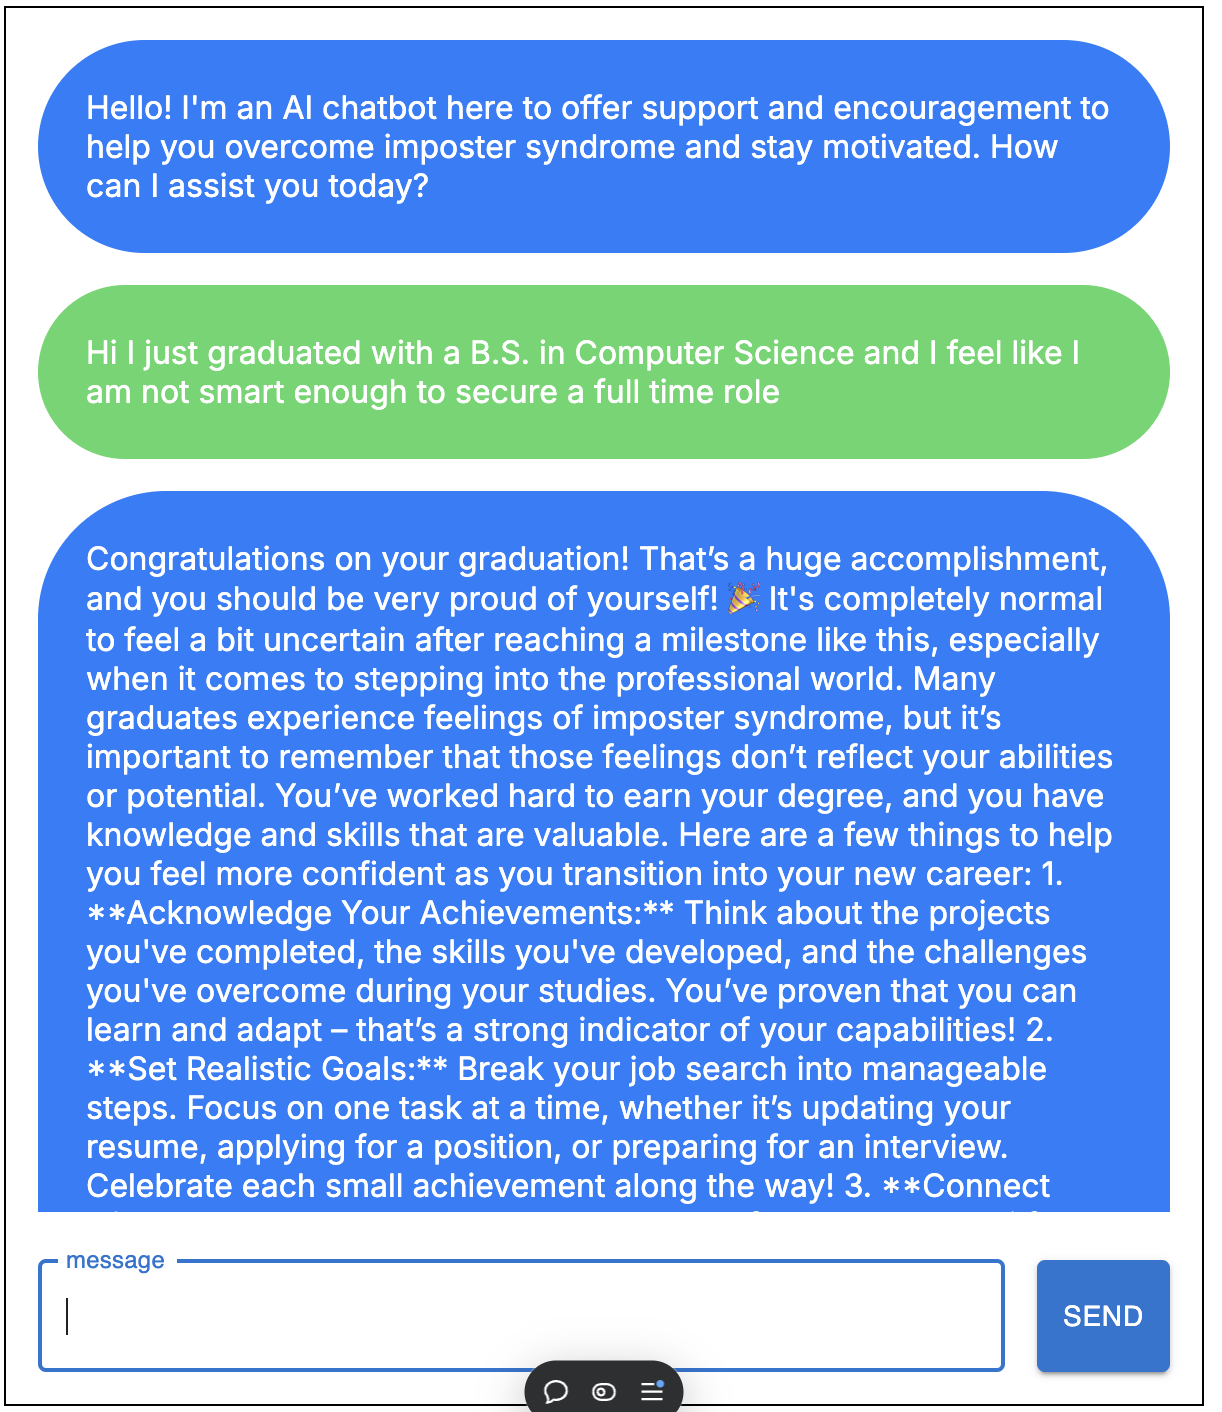 Hello! I'm an AI chatbot here to offer support and encouragement to
help you overcome imposter syndrome and stay motivated. How
can I assist you today?
Hi I just graduated with a B.S. in Computer Science and I feel like I
am not smart enough to secure a full time role
Congratulations on your graduation! That’s a huge accomplishment,
and you should be very proud of yourself! 🎉 It's completely normal
to feel a bit uncertain after reaching a milestone like this, especially
when it comes to stepping into the professional world. Many
graduates experience feelings of imposter syndrome, but it’s
important to remember that those feelings don’t reflect your abilities
or potential. You’ve worked hard to earn your degree, and you have
knowledge and skills that are valuable. Here are a few things to help
you feel more confident as you transition into your new career: 1.
**Acknowledge Your Achievements:** Think about the projects
you've completed, the skills you've developed, and the challenges
you've overcome during your studies. You’ve proven that you can
learn and adapt – that’s a strong indicator of your capabilities! 2.
**Set Realistic Goals:** Break your job search into manageable
steps. Focus on one task at a time, whether it’s updating your
resume, applying for a position, or preparing for an interview.
Celebrate each small achievement along the way! 3. **Connect
message
SEND